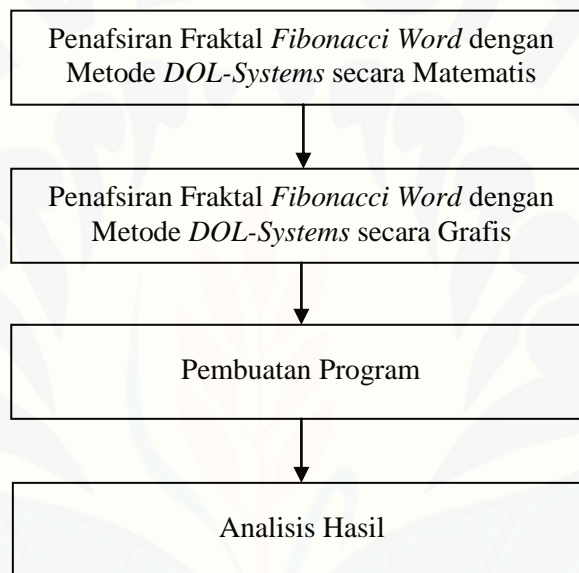 Penafsiran Fraktal Fibonacci Word dengan
Metode DOL-Systems secara Matematis
Penafsiran Fraktal Fibonacci Word dengan
Metode DOL-Systems secara Grafis
Pembuatan Program
Analisis Hasil